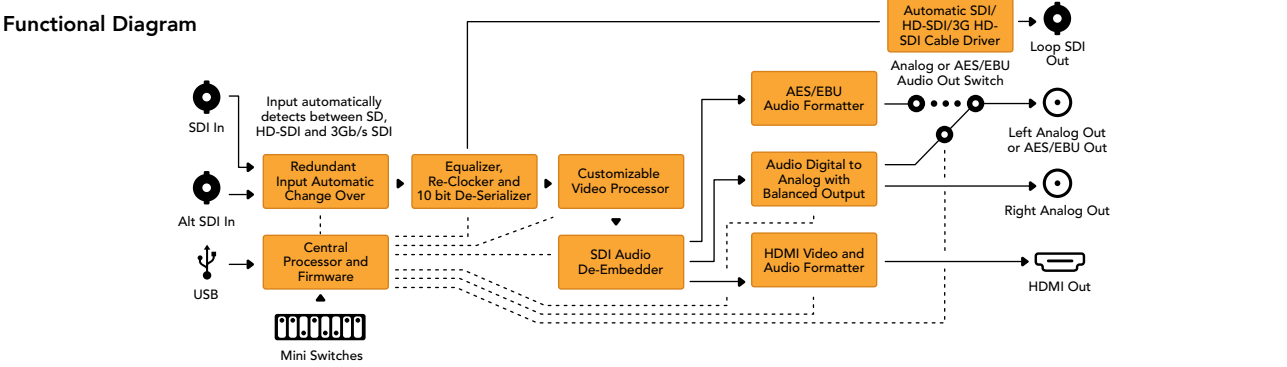 Functional Diagram
Automatic SDI/
HD-SDI/3G HD-
SDI Cable Driver
Loop SDI
Out
SDI In
Input automatically
detects between SD,
HD-SDI and 3Gb/s SDI
AES/EBU
Audio Formatter
Analog or AES/EBU
Audio Out Switch
Left Analog Out
or AES/EBU Out
Alt SDI In
Redundant
Input Automatic
Change Over
Equalizer,
Re-Clocker and
10 bit De-Serializer
Customizable
Video Processor
Audio Digital to
Analog with
Balanced Output
Right Analog Out
USB
Central
Processor and
Firmware
SDI Audio
De-Embedder
HDMI Video and
Audio Formatter
HDMI Out
Mini Switches